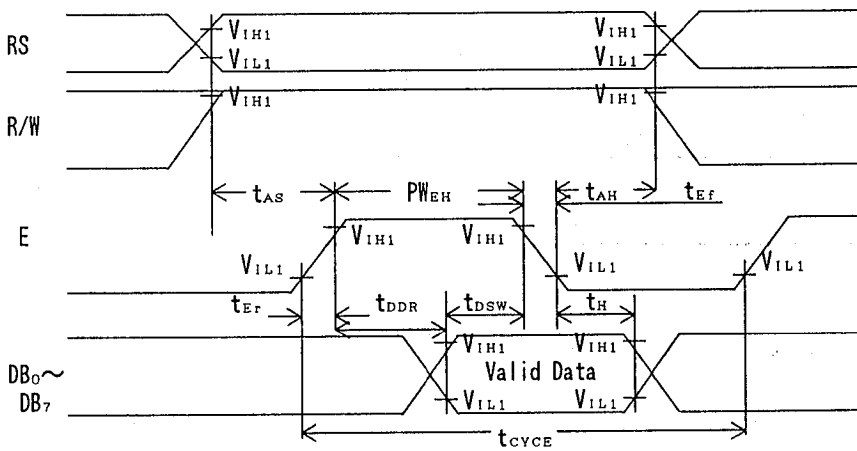 RS
VIH1 VIH1
VIL1 VIL1
R/W
VIH1 VIH1
tAS PWEH tAH tEf
E
VIH1 VIH1
VIL1 VIL1 VIL1
tEr tDDR tDSW tH
VIH1 VIH1
DB0〜
DB7
Valid Data
VIL1 VIL1
tCYCE